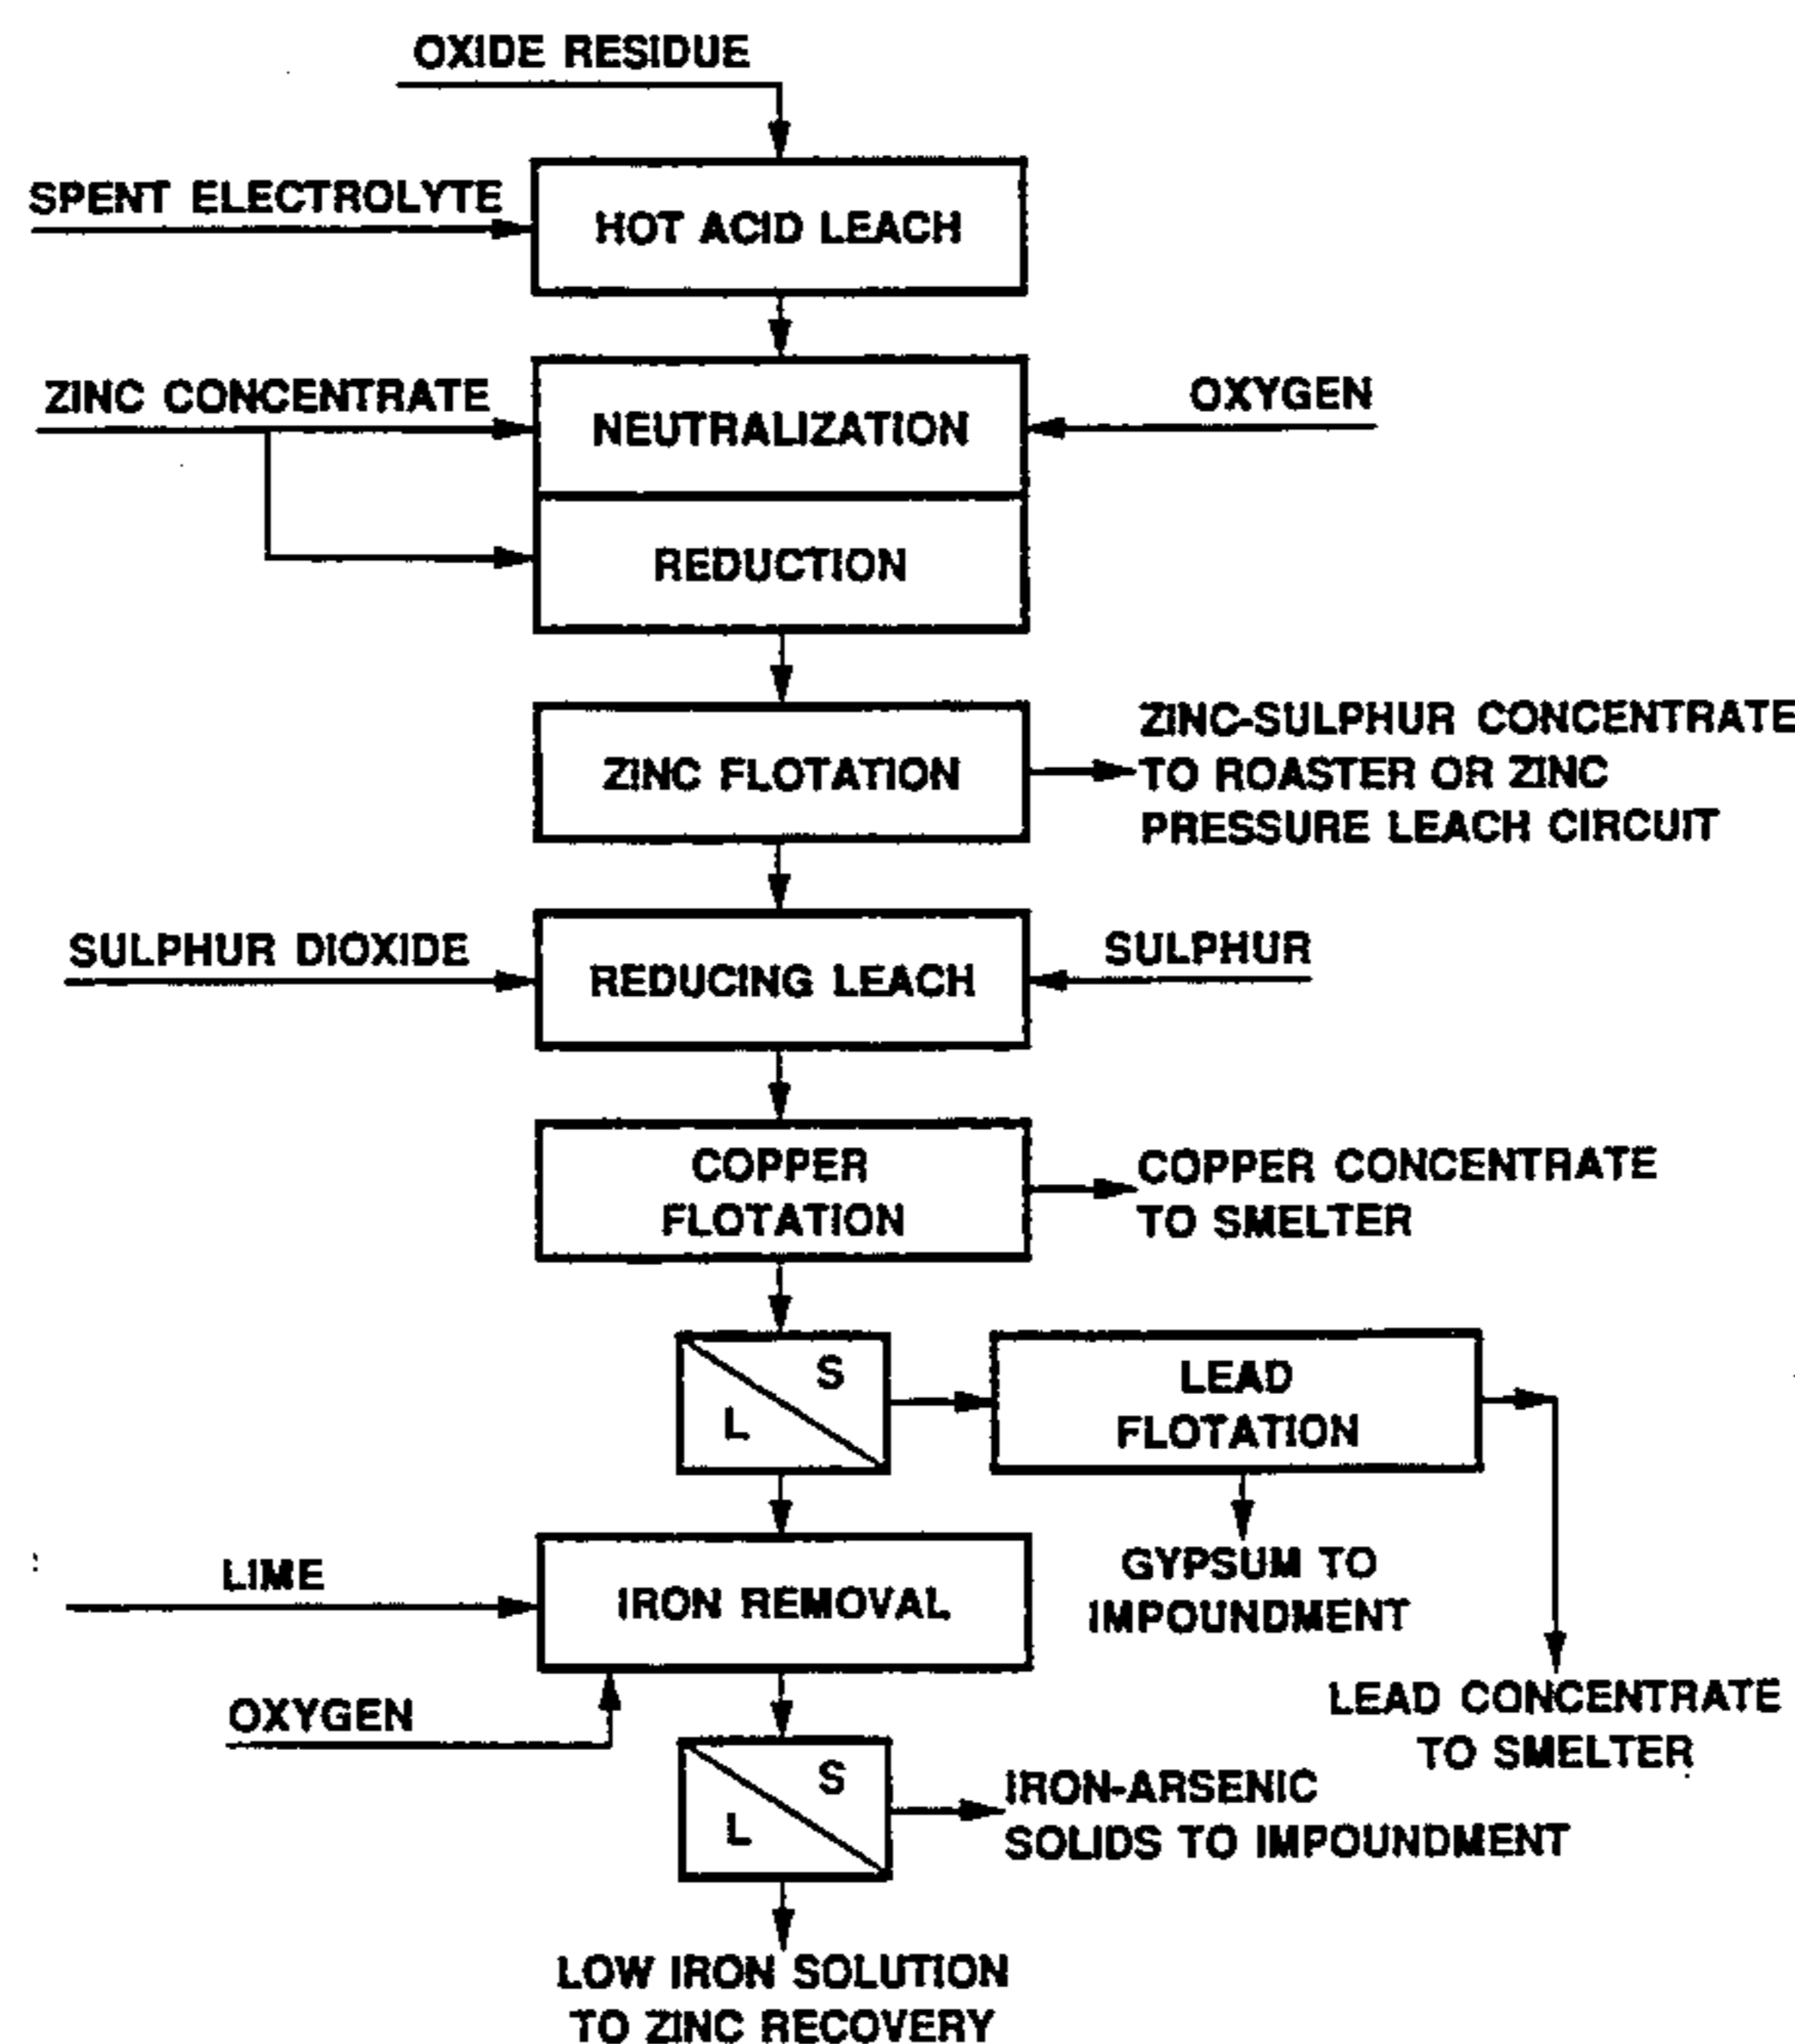 OXIDE RESIDUE
SPENT ELECTROLYTE
HOT ACID LEACH
ZINC CONCENTRATE
NEUTRALIZATION
OXYGEN
REDUCTION
ZINC FLOTATION
ZINC-SULPHUR CONCENTRATE
TO ROASTER OR ZINC
PRESSURE LEACH CIRCUIT
SULPHUR DIOXIDE
REDUCING LEACH
SULPHUR
COPPER
FLOTATION
COPPER CONCENTRATE
TO SMELTER
S
L
LEAD
FLOTATION
GYPSUM TO
IMPOUNDMENT
LEAD CONCENTRATE
TO SMELTER
LIME
IRON REMOVAL
OXYGEN
S
L
IRON-ARSENIC
SOLIDS TO IMPOUNDMENT
LOW IRON SOLUTION
TO ZINC RECOVERY